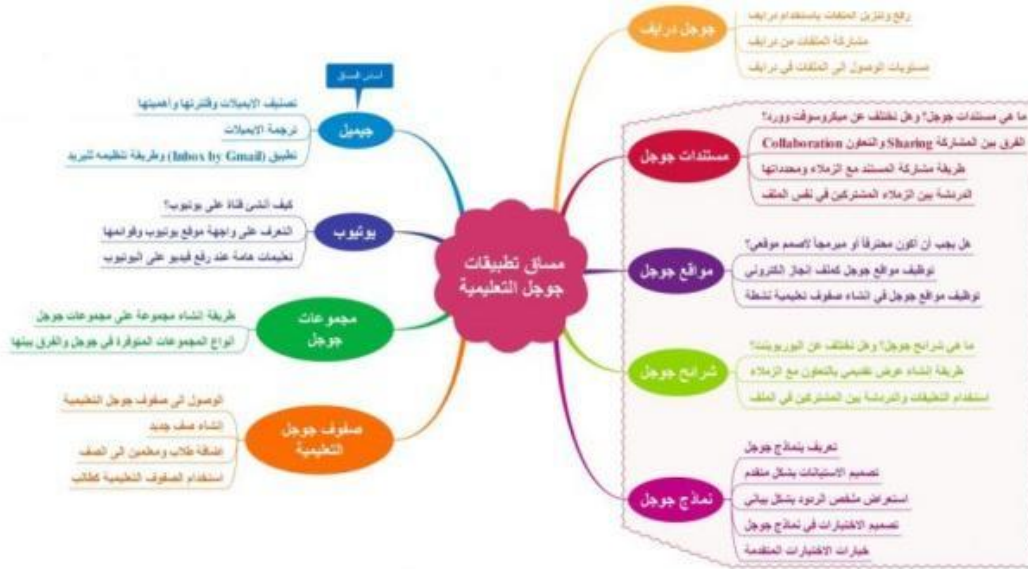 مساق تطبيقات
جوجل التعليمية
جوجل درايف
رفع وتنزيل الملفات باستخدام درايف
مشاركة الملفات من درايف
مستويات الوصول الى الملفات في درايف
مستندات جوجل
ما هي مستندات جوجل؟ وهل تختلف عن ميكروسوفت وورد؟
الفرق بين المشاركة Sharing والتعاون Collaboration
طريقة مشاركة المستند مع الزملاء ومحدداتها
الدردشة بين الزملاء المشتركين في نفس الملف
مواقع جوجل
هل يجب أن أكون محترفاً أو مبرمجاً لاصمم موقعي؟
توظيف مواقع جوجل كملف انجاز الكتروني
توظيف مواقع جوجل في انشاء صفوف تعليمية نشطة
شرائح جوجل
ما هي شرائح جوجل؟ وهل تختلف عن البوربوينت؟
طريقة إنشاء عرض تقديمي بالتعاون مع الزملاء
استخدام التعليقات والدردشة بين المشتركين في الملف
نماذج جوجل
تعريف بنماذج جوجل
تصميم الاستبانات بشكل متقدم
استعراض ملخص الردود بشكل بياني
تصميم الاختبارات في نماذج جوجل
خيارات الاختبارات المتقدمة
أساس المساق
جيميل
تصنيف الايميلات وفلترتها وأهميتها
ترجمة الايميلات
تطبيق (Inbox by Gmail) وطريقة تنظيمه للبريد
يوتيوب
كيف أنشئ قناة على يوتيوب؟
التعرف على واجهة موقع يوتيوب وقوائمها
تعليمات هامة عند رفع فيديو على اليوتيوب
مجموعات
جوجل
طريقة إنشاء مجموعة على مجموعات جوجل
انواع المجموعات المتوفرة في جوجل والفرق بينها
صفوف جوجل
التعليمية
الوصول الى صفوف جوجل التعليمية
انشاء صف جديد
اضافة طلاب ومعلمين الى الصف
استخدام الصفوف التعليمية كطالب